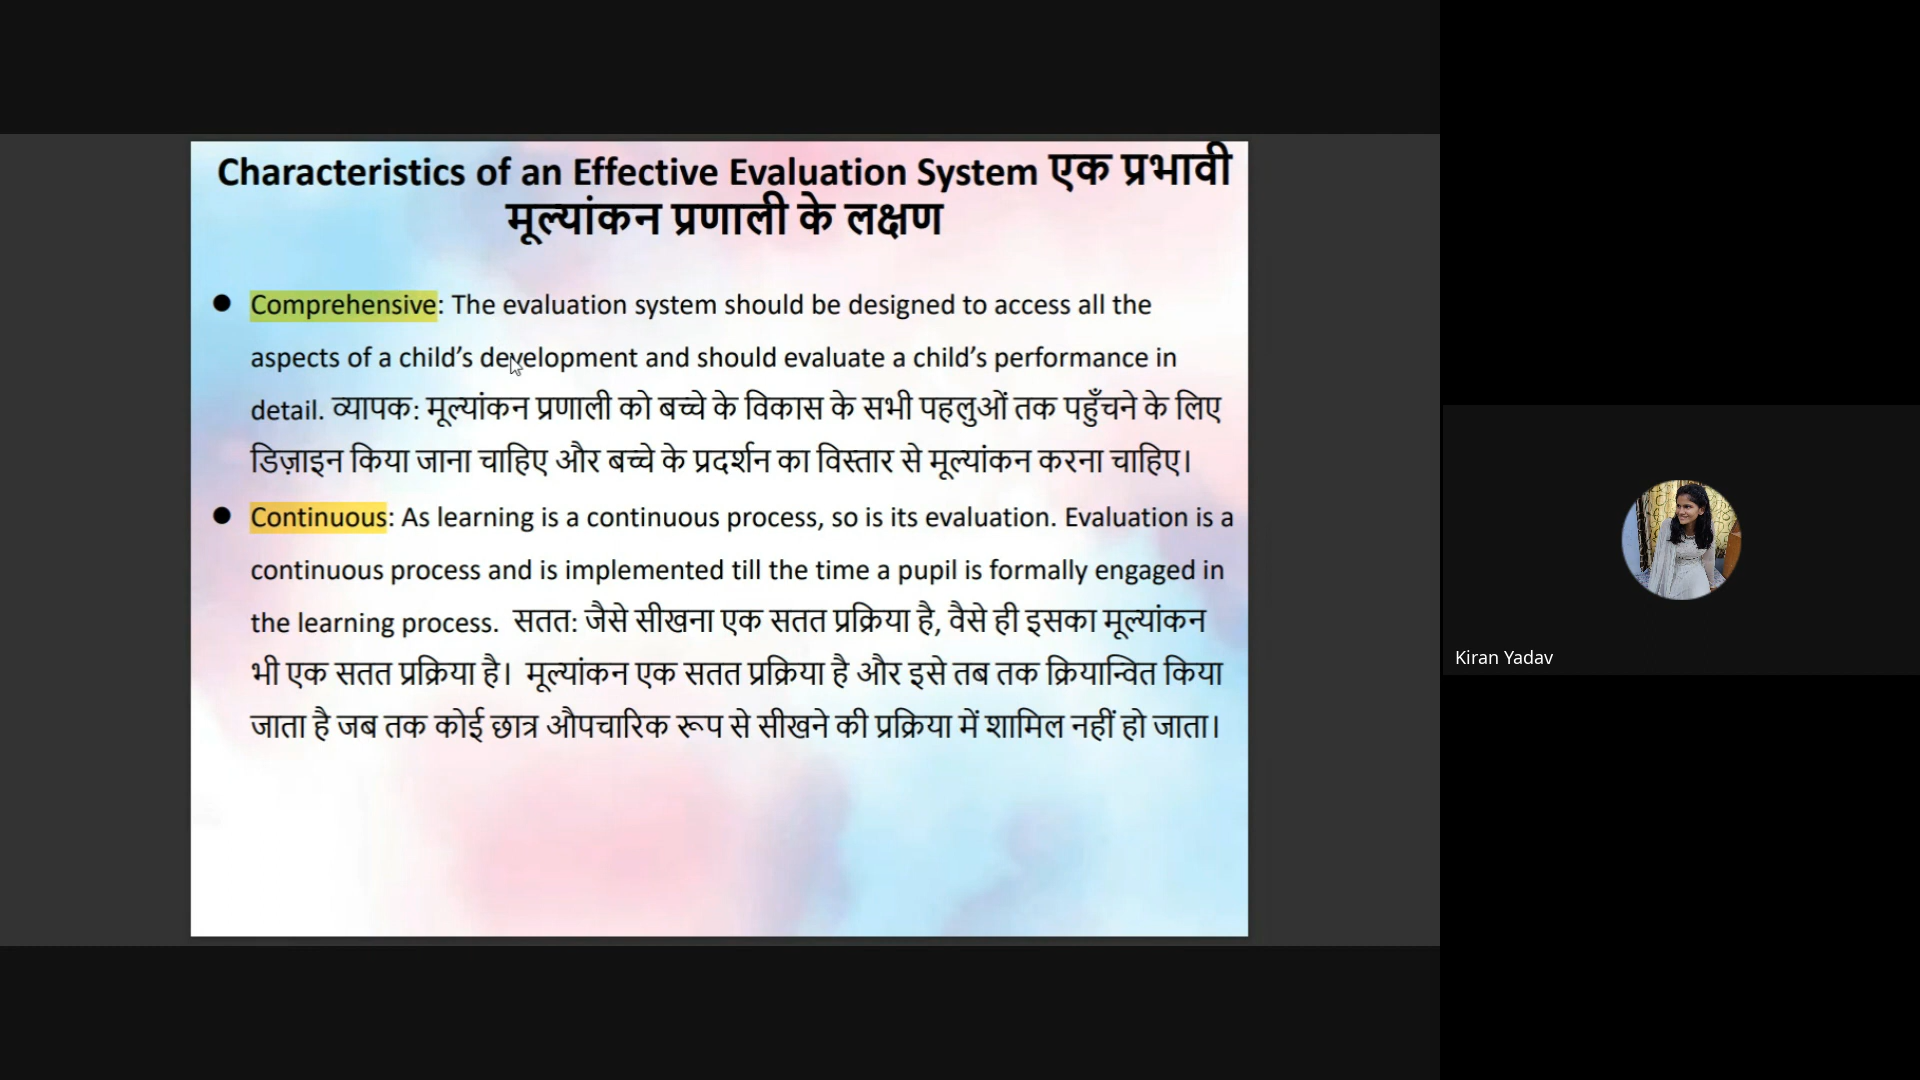 Characteristics of an Effective Evaluation System एक प्रभावी
मूल्यांकन प्रणाली के लक्षण
● Comprehensive: The evaluation system should be designed to access all the
aspects of a child’s development and should evaluate a child’s performance in
detail. व्यापक: मूल्यांकन प्रणाली को बच्चे के विकास के सभी पहलुओं तक पहुँचने के लिए
डिज़ाइन किया जाना चाहिए और बच्चे के प्रदर्शन का विस्तार से मूल्यांकन करना चाहिए।
● Continuous: As learning is a continuous process, so is its evaluation. Evaluation is a
continuous process and is implemented till the time a pupil is formally engaged in
the learning process. सतत: जैसे सीखना एक सतत प्रक्रिया है, वैसे ही इसका मूल्यांकन
भी एक सतत प्रक्रिया है। मूल्यांकन एक सतत प्रक्रिया है और इसे तब तक क्रियान्वित किया
जाता है जब तक कोई छात्र औपचारिक रूप से सीखने की प्रक्रिया में शामिल नहीं हो जाता।
Kiran Yadav